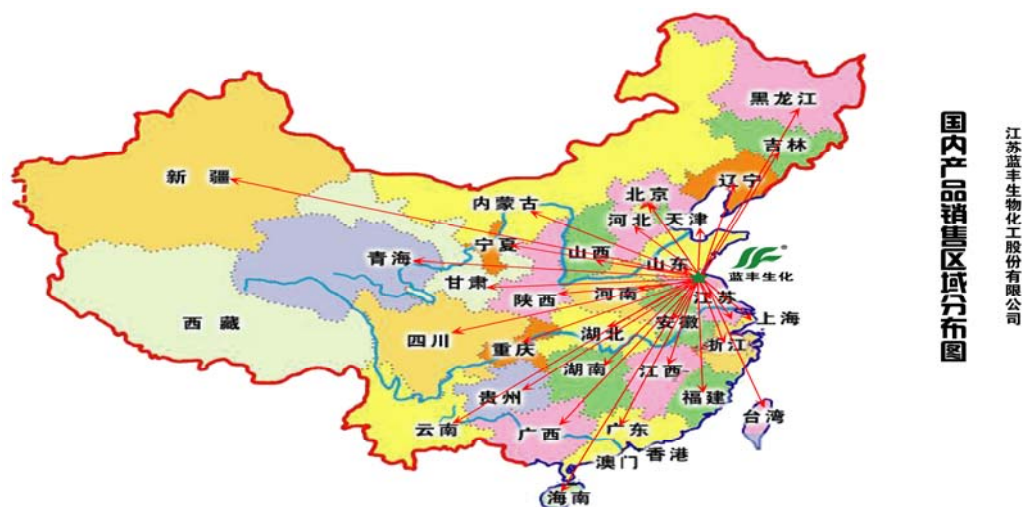 黑龙江
吉林
辽宁
新疆
北京
内蒙古
河北
天津
宁夏
山西
山东
青海
甘肃
蓝丰生化
®
陕西
河南
江苏
西藏
安徽
上海
四川
湖北
浙江
重庆
湖南
江西
贵州
福建
台湾
云南
广西
广东
香港
澳门
海南
国内产品销售区域分布图
江苏蓝丰生物化工股份有限公司